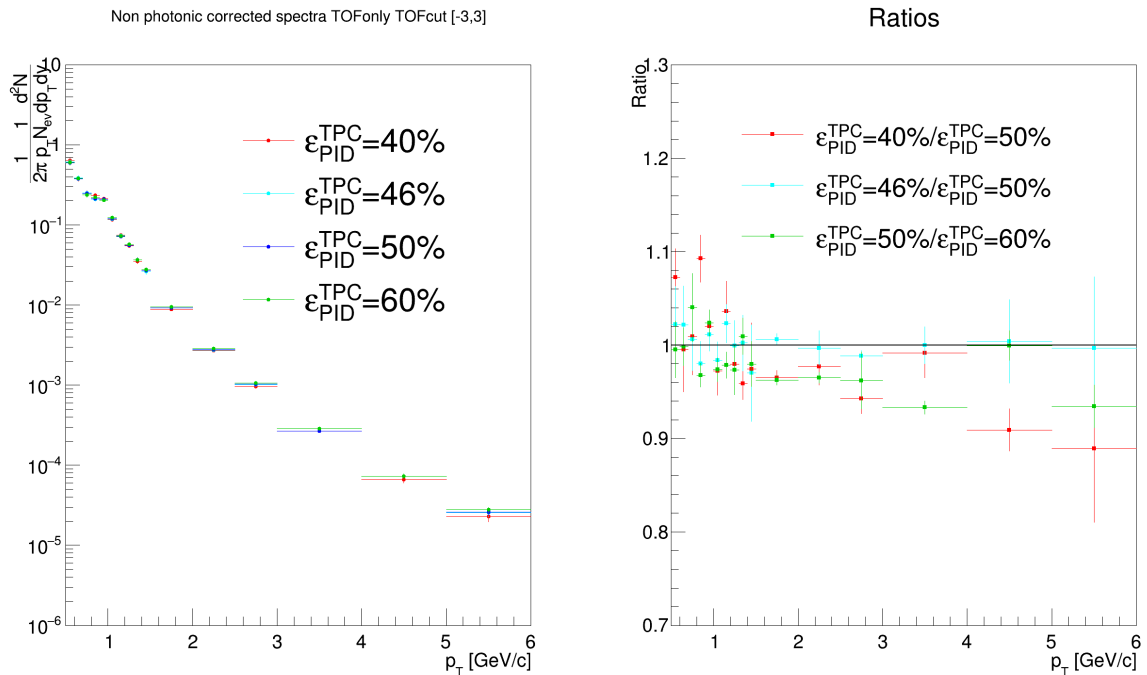 Non photonic corrected spectra TOFonly TOFcut [-3,3]
1/2π 1/p_T d²N/N_ev dp_T dy
10
1
10⁻¹
10⁻²
10⁻³
10⁻⁴
10⁻⁵
10⁻⁶
ε_PID^TPC=40%
ε_PID^TPC=46%
ε_PID^TPC=50%
ε_PID^TPC=60%
1 2 3 4 5 6
p_T [GeV/c]
Ratios
Ratio
1.3
1.2
1.1
1
0.9
0.8
0.7
ε_PID^TPC=40%/ε_PID^TPC=50%
ε_PID^TPC=46%/ε_PID^TPC=50%
ε_PID^TPC=50%/ε_PID^TPC=60%
1 2 3 4 5 6
p_T [GeV/c]